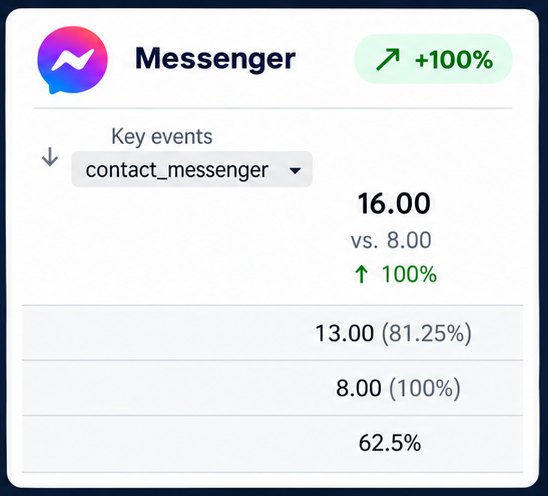 Messenger
↗ +100%
Key events
↓ contact_messenger
16.00
vs. 8.00
↑ 100%
13.00 (81.25%)
8.00 (100%)
62.5%